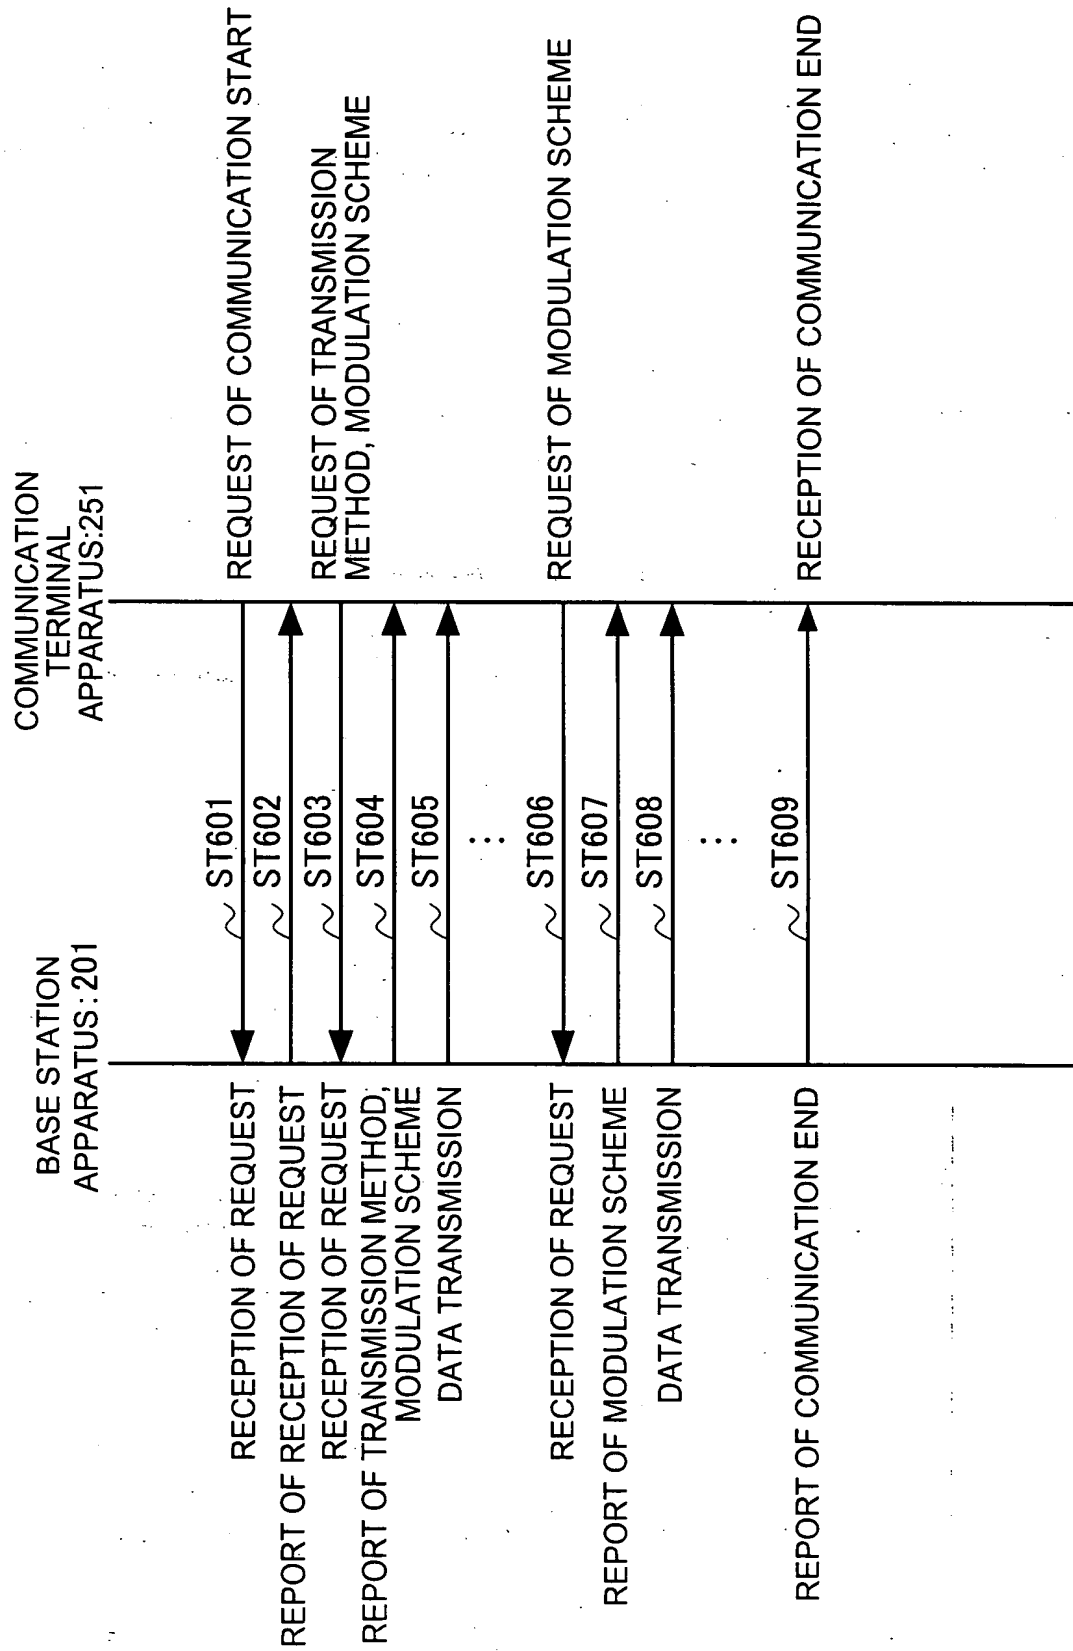 BASE STATION
APPARATUS:201
COMMUNICATION
TERMINAL
APPARATUS:251
RECEPTION OF REQUEST
ST601
REQUEST OF COMMUNICATION START
REPORT OF RECEPTION OF REQUEST
ST602
RECEPTION OF REQUEST
ST603
REQUEST OF TRANSMISSION
METHOD, MODULATION SCHEME
REPORT OF TRANSMISSION METHOD,
MODULATION SCHEME
ST604
DATA TRANSMISSION
ST605
...
RECEPTION OF REQUEST
ST606
REQUEST OF MODULATION SCHEME
REPORT OF MODULATION SCHEME
ST607
DATA TRANSMISSION
ST608
...
REPORT OF COMMUNICATION END
ST609
RECEPTION OF COMMUNICATION END